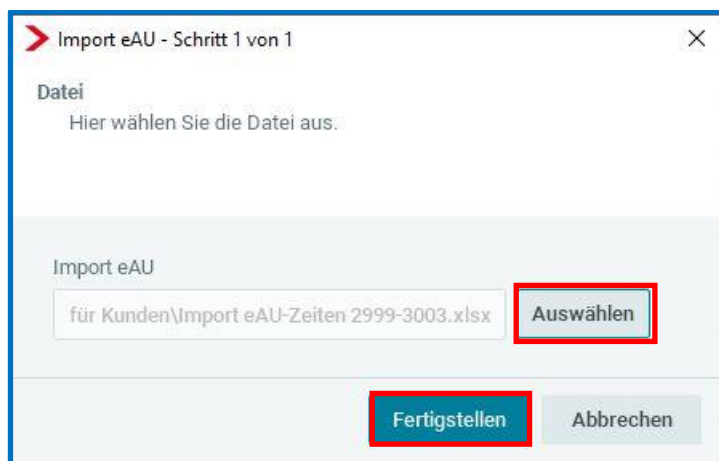 Import eAU - Schritt 1 von 1
Datei
Hier wählen Sie die Datei aus.
Import eAU
für Kunden\Import eAU-Zeiten 2999-3003.xlsx
Auswählen
Fertigstellen
Abbrechen